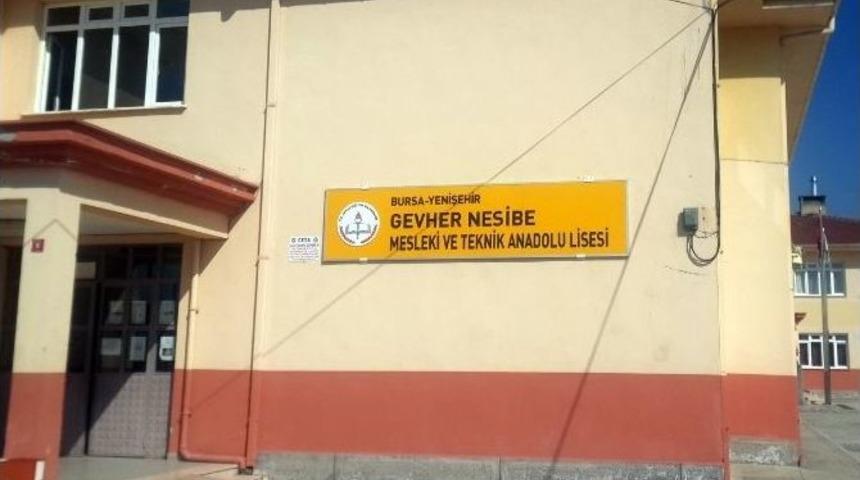 BURSA-YENİŞEHİR
GEVHER NESİBE
MESLEKİ VE TEKNİK ANADOLU LİSESİ